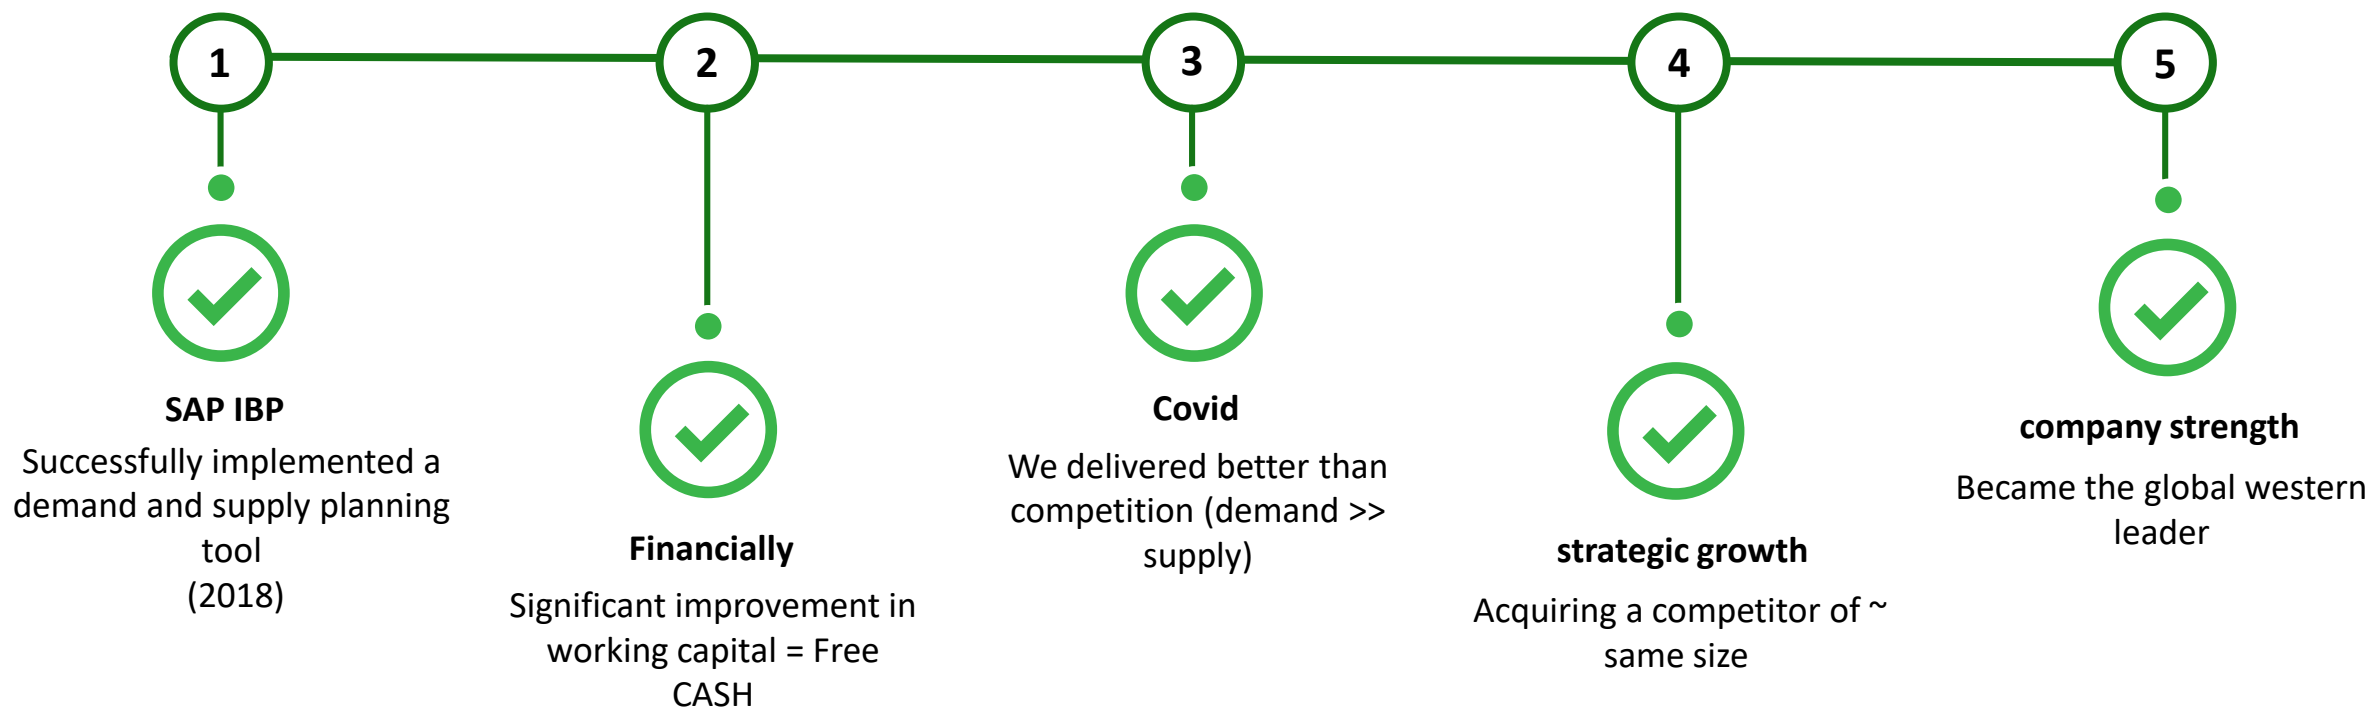 1
2
3
4
5
SAP IBP
Successfully implemented a
demand and supply planning
tool
(2018)
Financially
Significant improvement in
working capital = Free
CASH
Covid
We delivered better than
competition (demand >>
supply)
strategic growth
Acquiring a competitor of ~
same size
company strength
Became the global western
leader